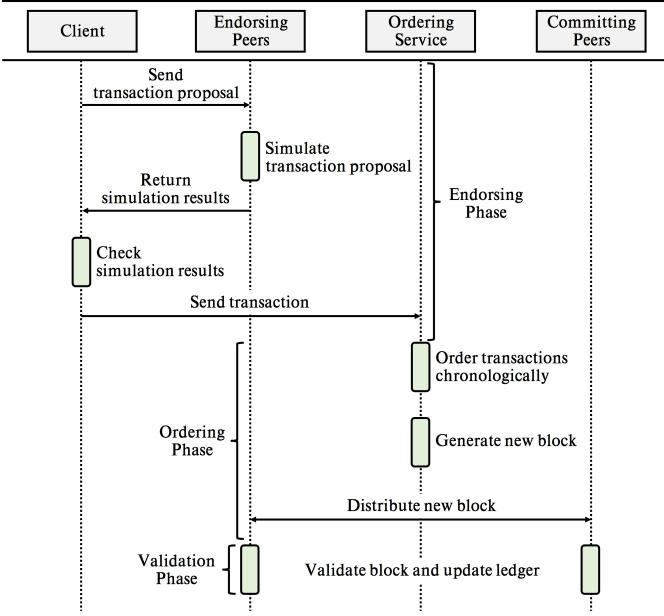 Client
Endorsing
Peers
Ordering
Service
Committing
Peers
Send
transaction proposal
Simulate
transaction proposal
Return
simulation results
Endorsing
Phase
Check
simulation results
Send transaction
Order transactions
chronologically
Ordering
Phase
Generate new block
Distribute new block
Validation
Phase
Validate block and update ledger